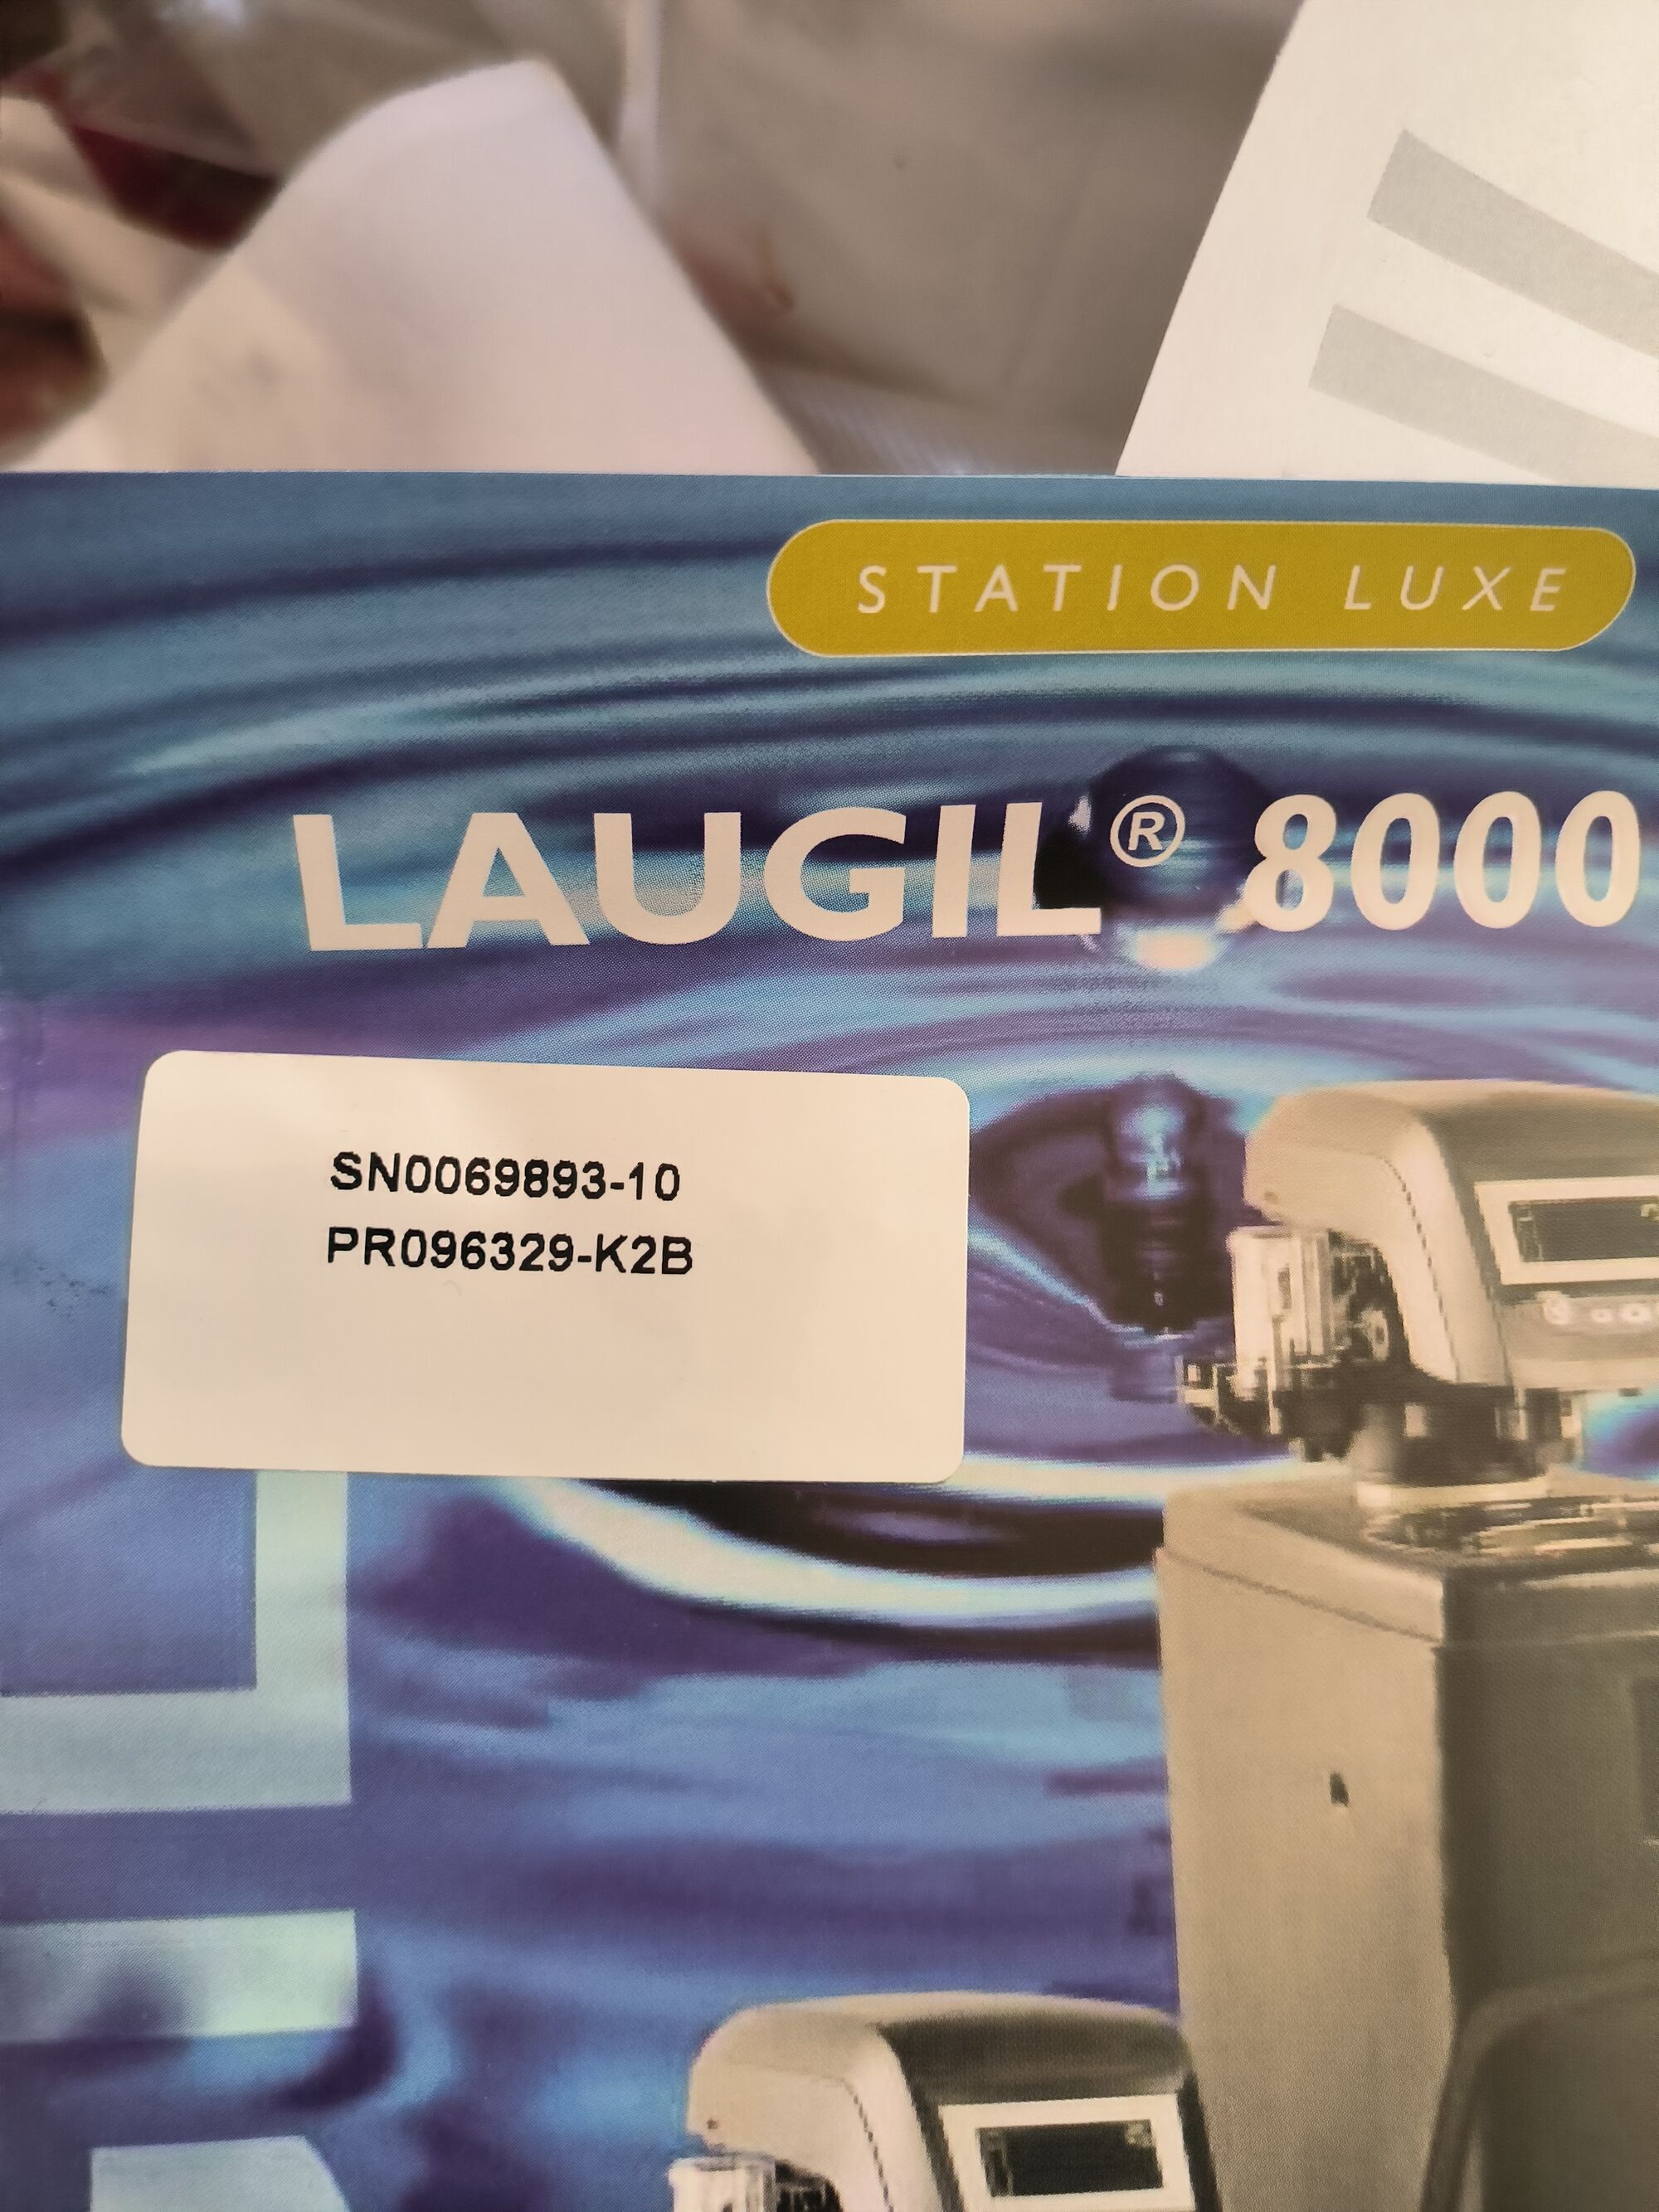 STATION LUXE
LAUGIL® 8000
SN0069893-10
PR096329-K2B